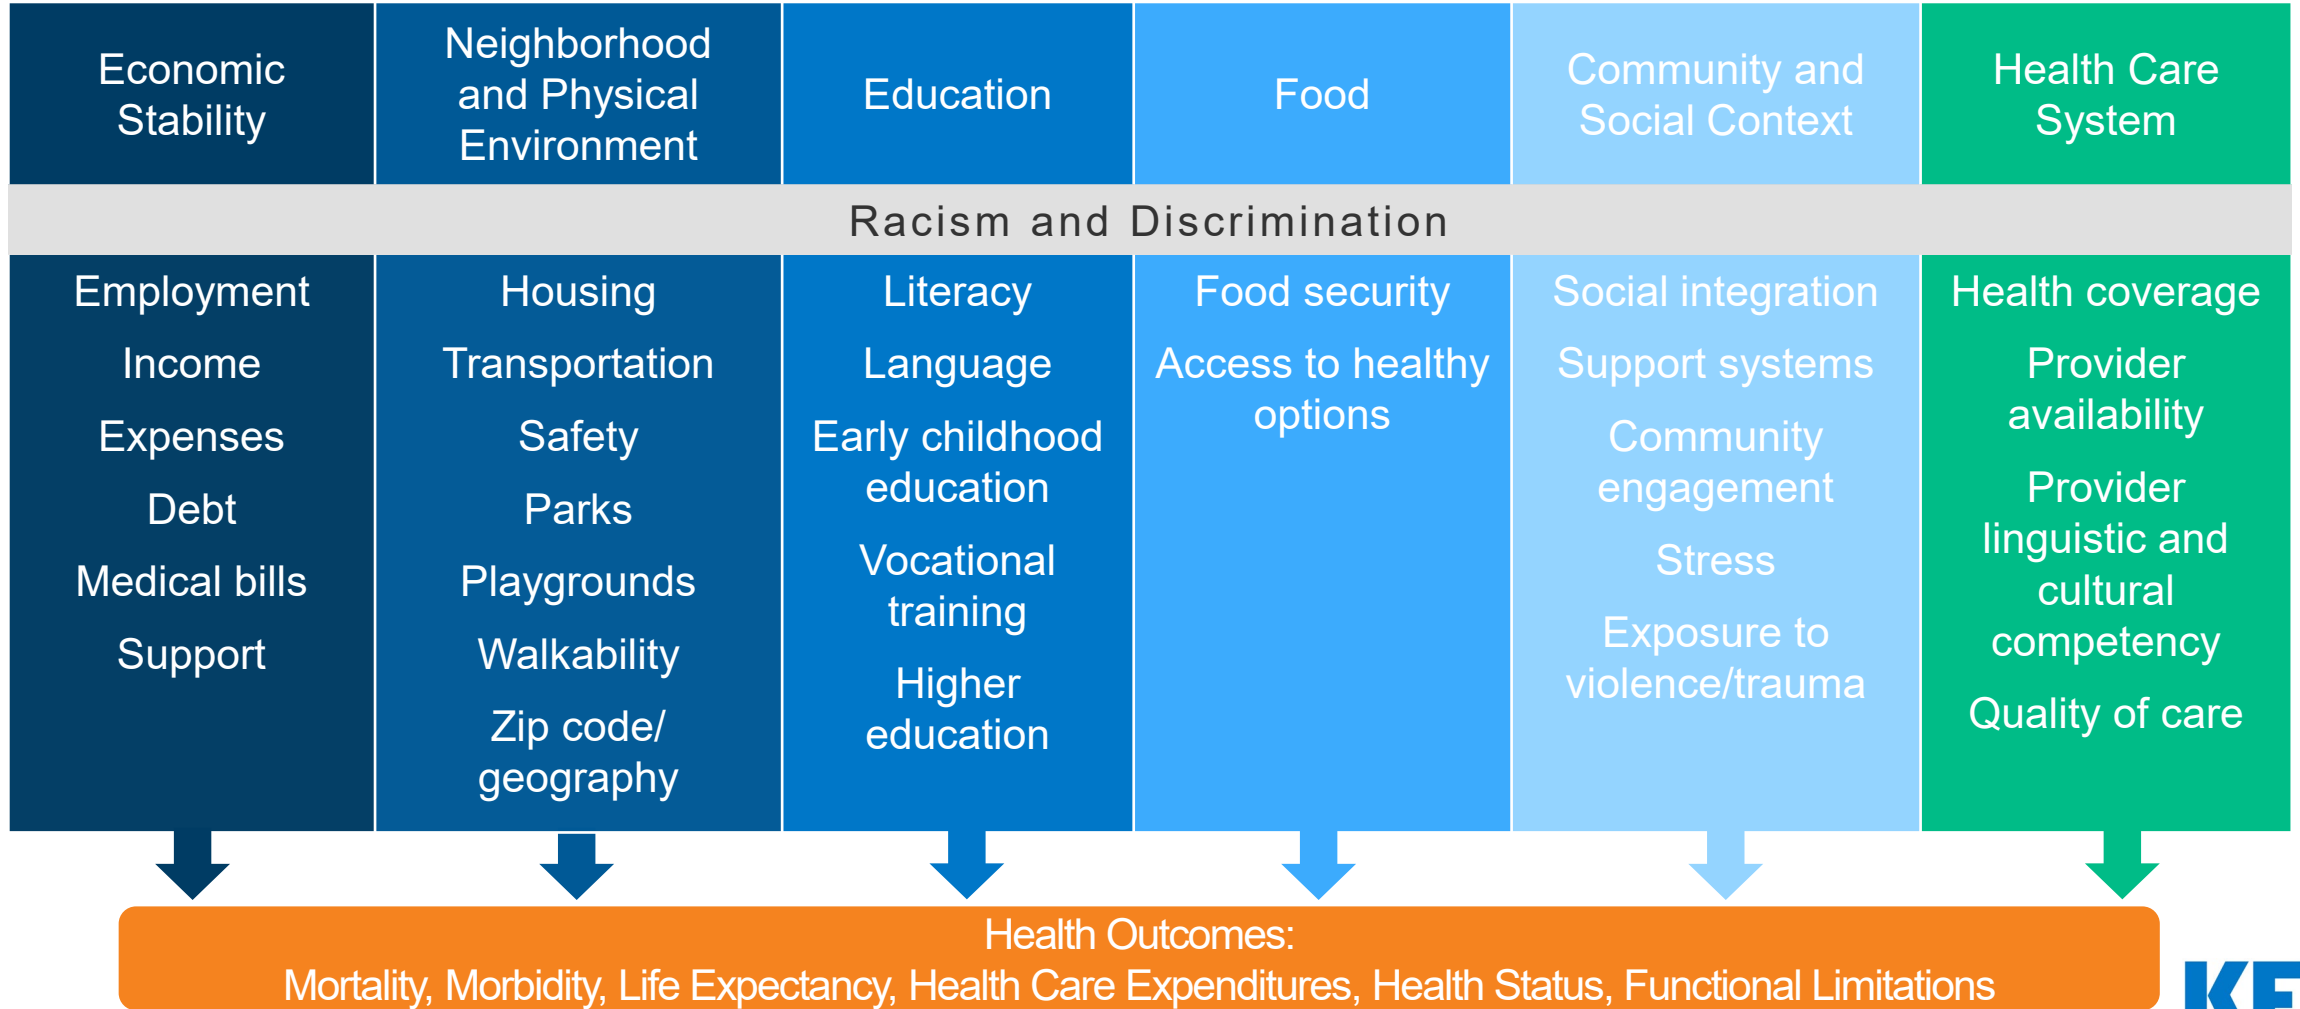 Economic
Stability
Neighborhood
and Physical
Environment
Education
Food
Community and
Social Context
Health Care
System
Racism and Discrimination
Employment
Income
Expenses
Debt
Medical bills
Support
Housing
Transportation
Safety
Parks
Playgrounds
Walkability
Zip code/
geography
Literacy
Language
Early childhood
education
Vocational
training
Higher
education
Food security
Access to healthy
options
Social integration
Support systems
Community
engagement
Stress
Exposure to
violence/trauma
Health coverage
Provider
availability
Provider
linguistic and
cultural
competency
Quality of care
Health Outcomes:
Mortality, Morbidity, Life Expectancy, Health Care Expenditures, Health Status, Functional Limitations